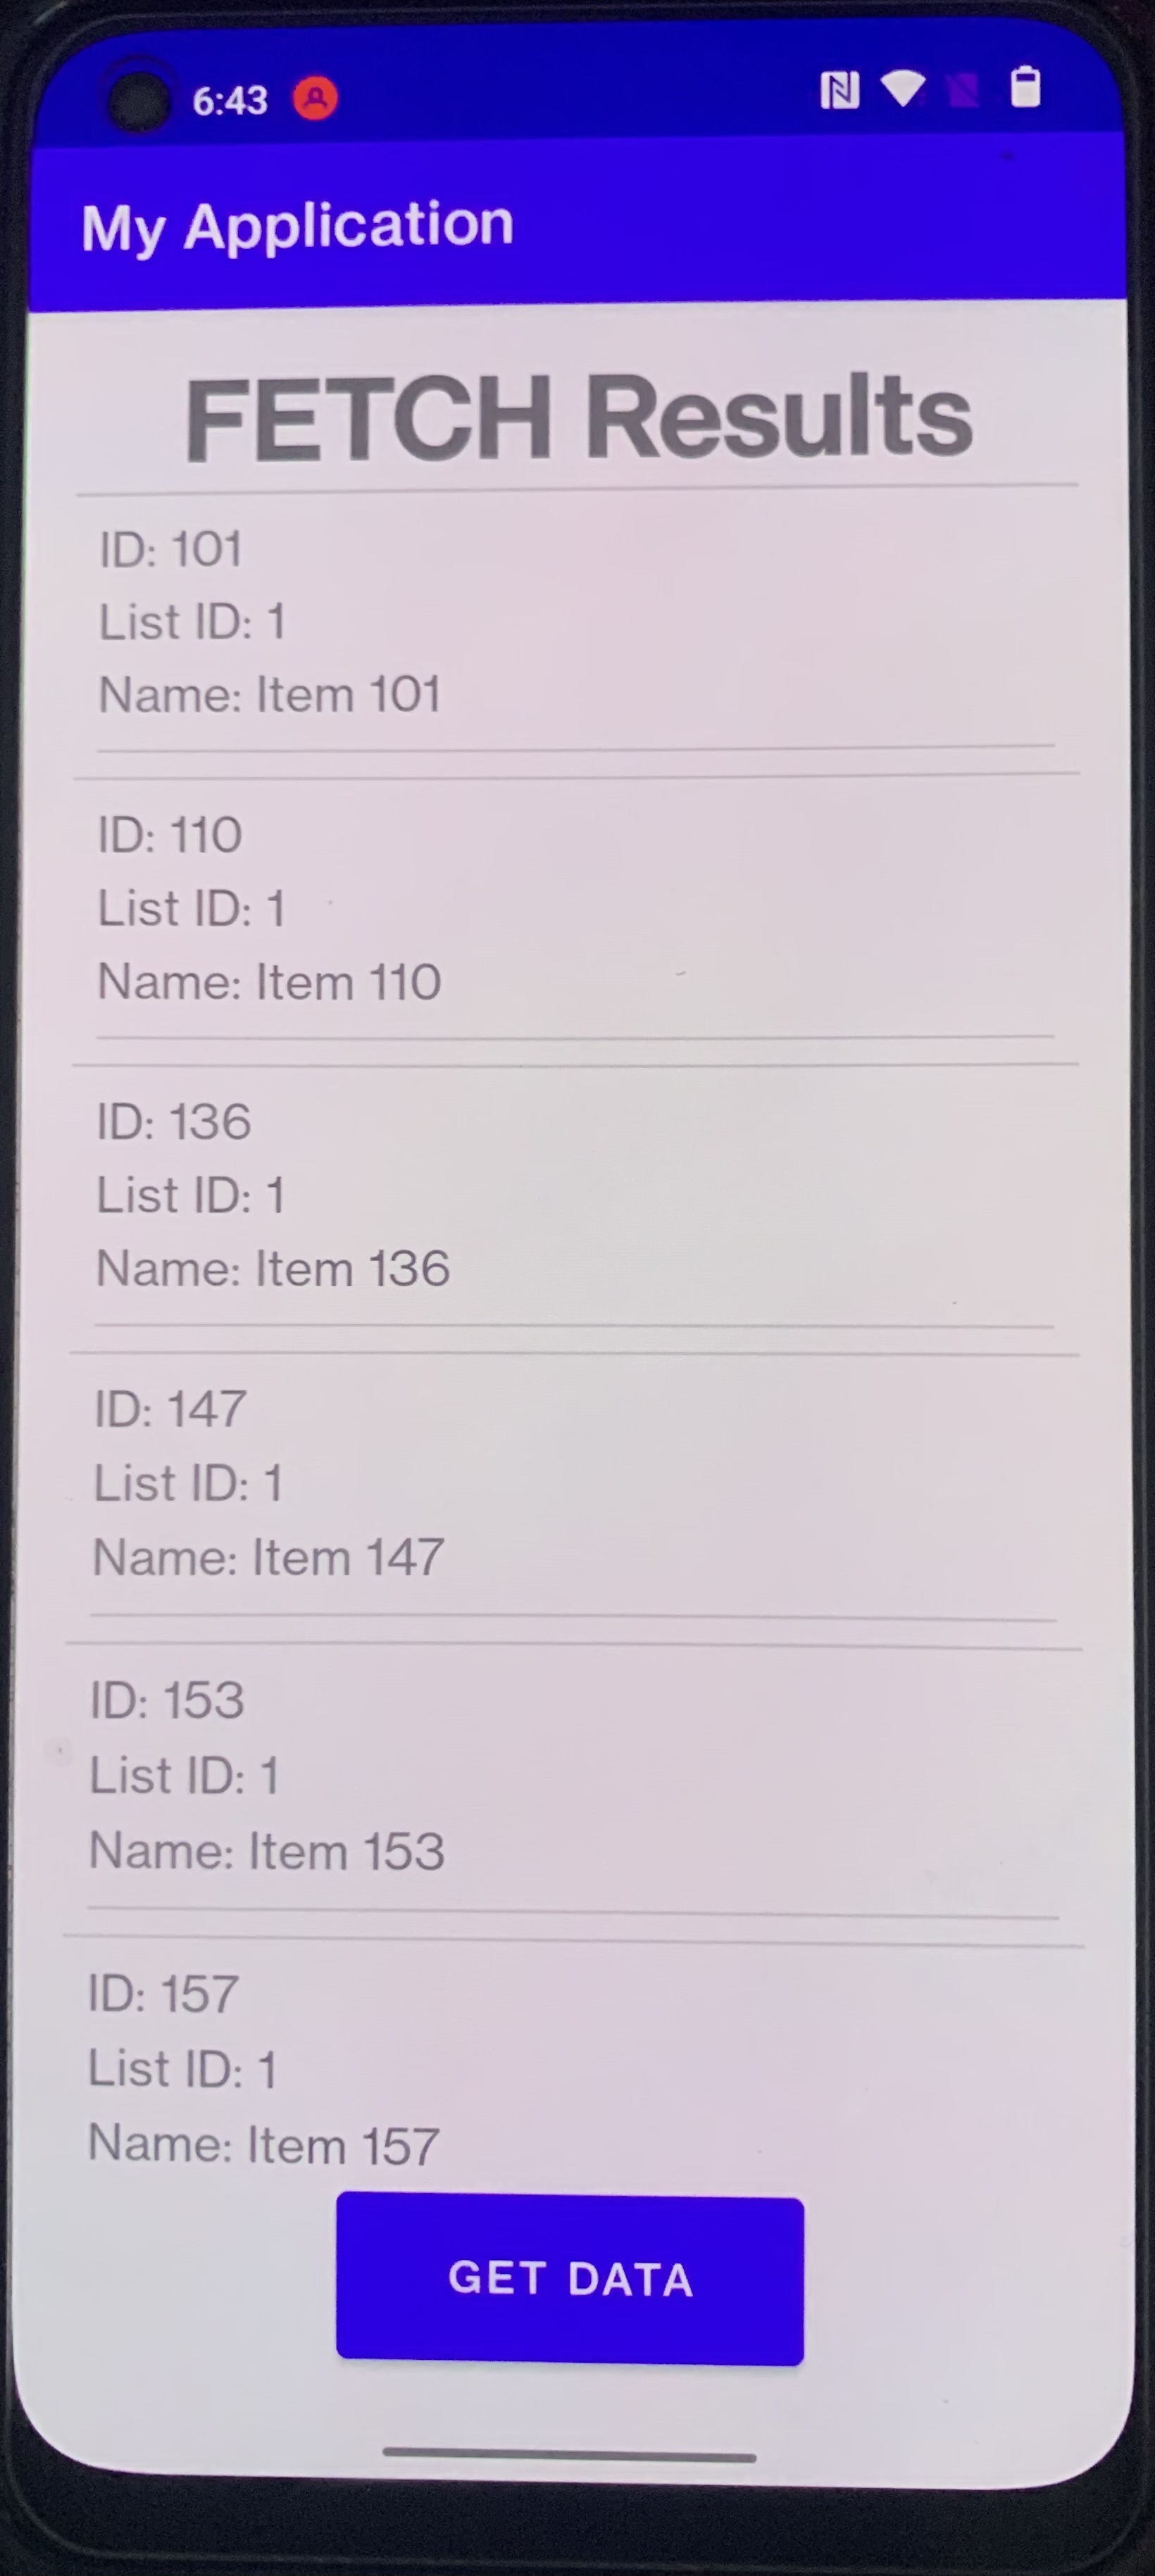 6:43
My Application
FETCH Results
ID: 101
List ID: 1
Name: Item 101
ID: 110
List ID: 1
Name: Item 110
ID: 136
List ID: 1
Name: Item 136
ID: 147
List ID: 1
Name: Item 147
ID: 153
List ID: 1
Name: Item 153
ID: 157
List ID: 1
Name: Item 157
GET DATA